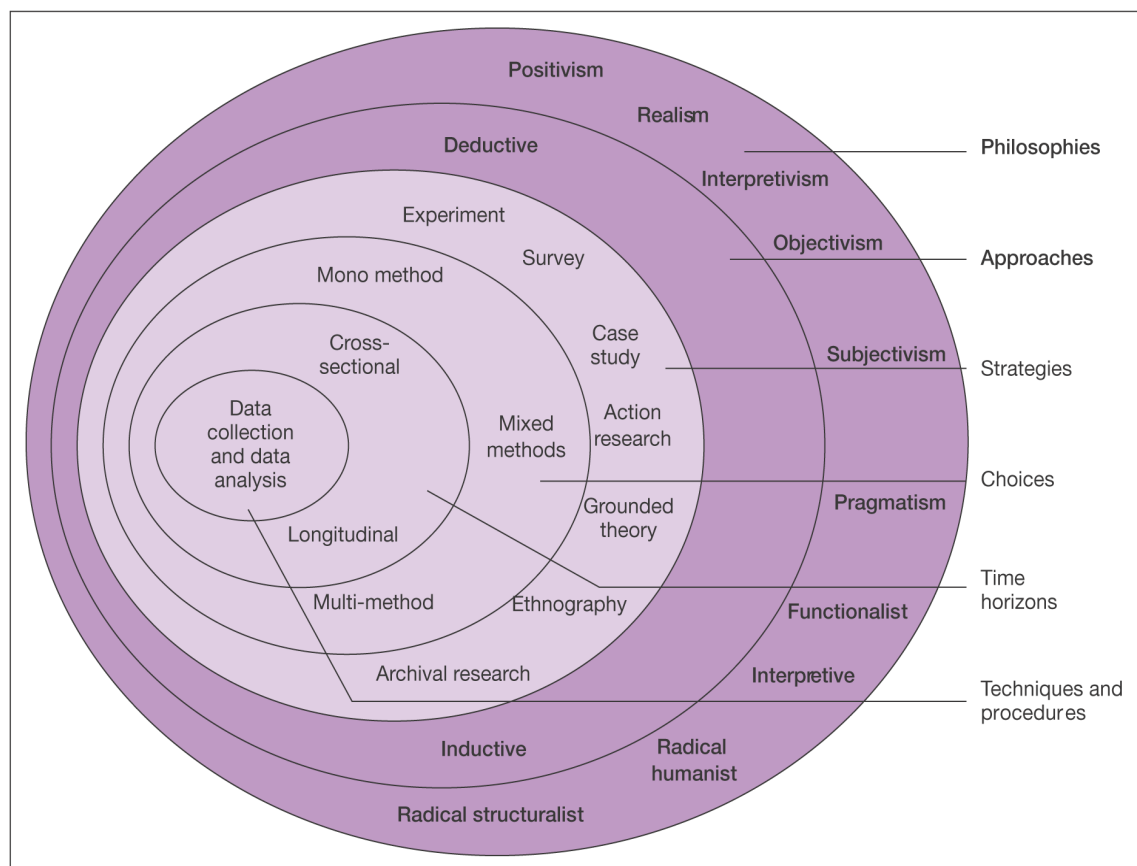 Positivism
Realism
Philosophies
Deductive
Interpretivism
Experiment
Objectivism
Survey
Approaches
Mono method
Case
study
Cross-
sectional
Subjectivism
Strategies
Data
collection
and data
analysis
Mixed
methods
Action
research
Choices
Pragmatism
Grounded
theory
Longitudinal
Time
horizons
Multi-method
Ethnography
Functionalist
Archival research
Interpretive
Techniques and
procedures
Inductive
Radical
humanist
Radical structuralist